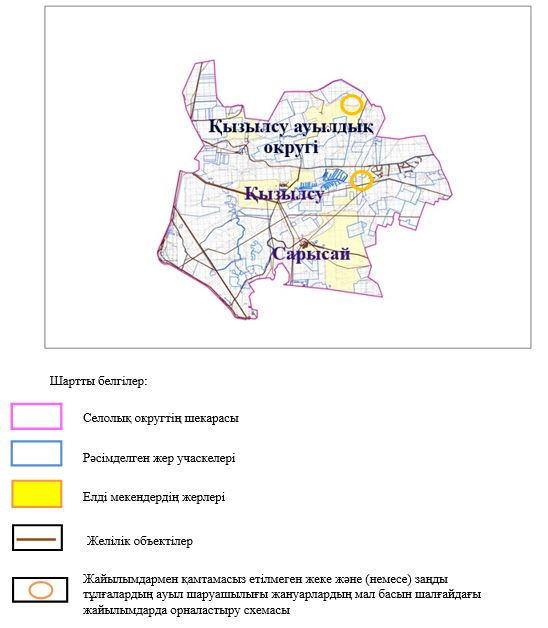 Қызылсу ауылдық
округі
Қызылсу
Сарысай
Шартты белгілер:
Селолық округтің шекарасы
Рәсімделген жер учаскелері
Елді мекендердің жерлері
Желілік объектілер
Жайылымдармен қамтамасыз етілмеген жеке және (немесе) заңды
тұлғалардың ауыл шаруашылығы жануарлардың мал басын шалғайдағы
жайылымдарда орналастыру схемасы